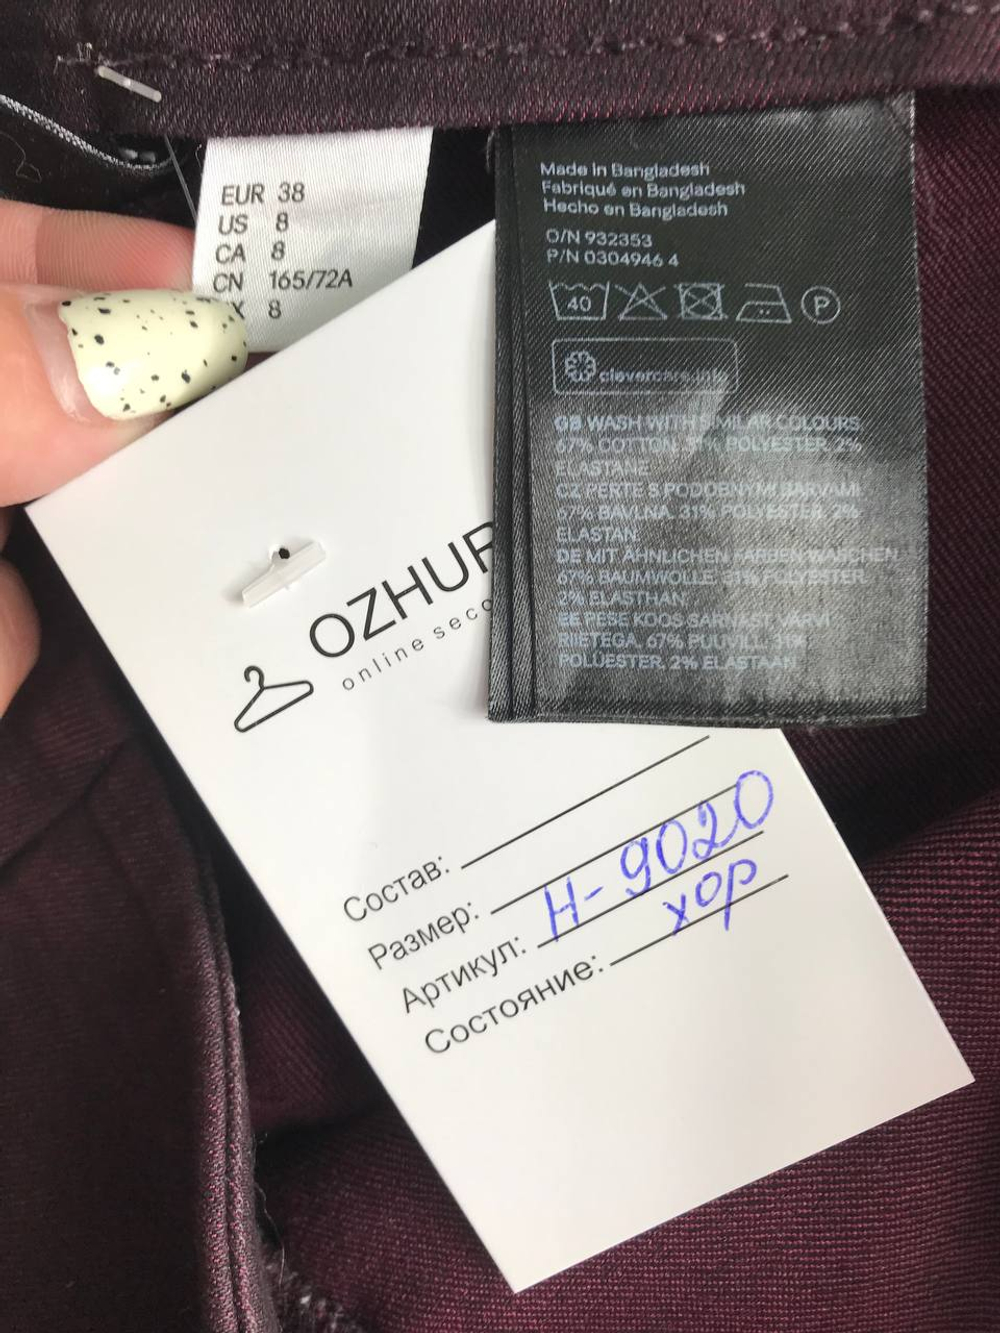 EUR 38
US 8
CA 8
CN 165/72A
X 8
Made in Bangladesh
Fabriqué en Bangladesh
Hecho en Bangladesh
O/N 932353
P/N 0304946 4
40
P
clevercare.info
GB WASH WITH SIMILAR COLOURS
67% COTTON, 31% POLYESTER, 2%
ELASTANE
CZ PERTE S PODOBNÝMI BARVAMI
67% BAVLNA, 31% POLYESTER, 2%
ELASTAN
DE MIT ÄHNLICHEN FARBEN WASCHEN
67% BAUMWOLLE, 31% POLYESTER,
2% ELASTHAN
EE PESE KOOS SARNAST VÄRVI
RIIETEGA, 67% PUUVILL, 31%
POLÜESTER, 2% ELASTAAN
OZHUR
online seco
Состав:
Размер:
Артикул: H-9020
Состояние: хор